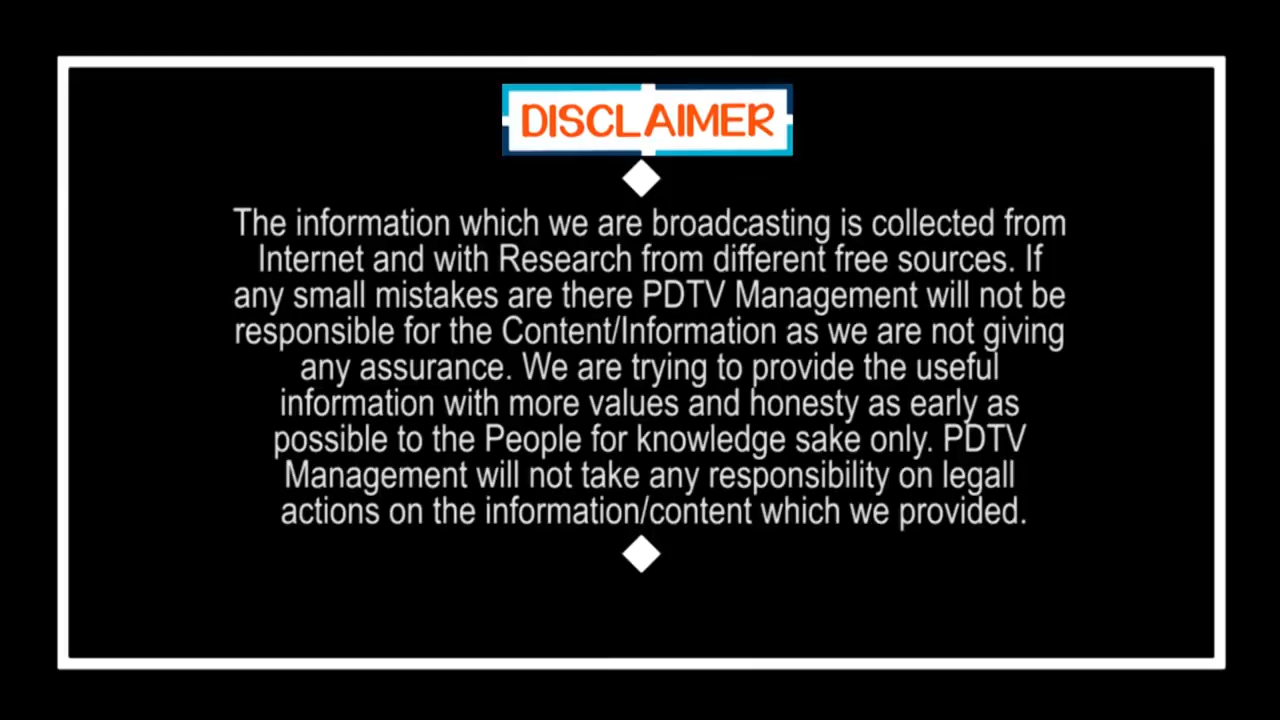 DISCLAIMER
The information which we are broadcasting is collected from
Internet and with Research from different free sources. If
any small mistakes are there PDTV Management will not be
responsible for the Content/Information as we are not giving
any assurance. We are trying to provide the useful
information with more values and honesty as early as
possible to the People for knowledge sake only. PDTV
Management will not take any responsibility on legall
actions on the information/content which we provided.